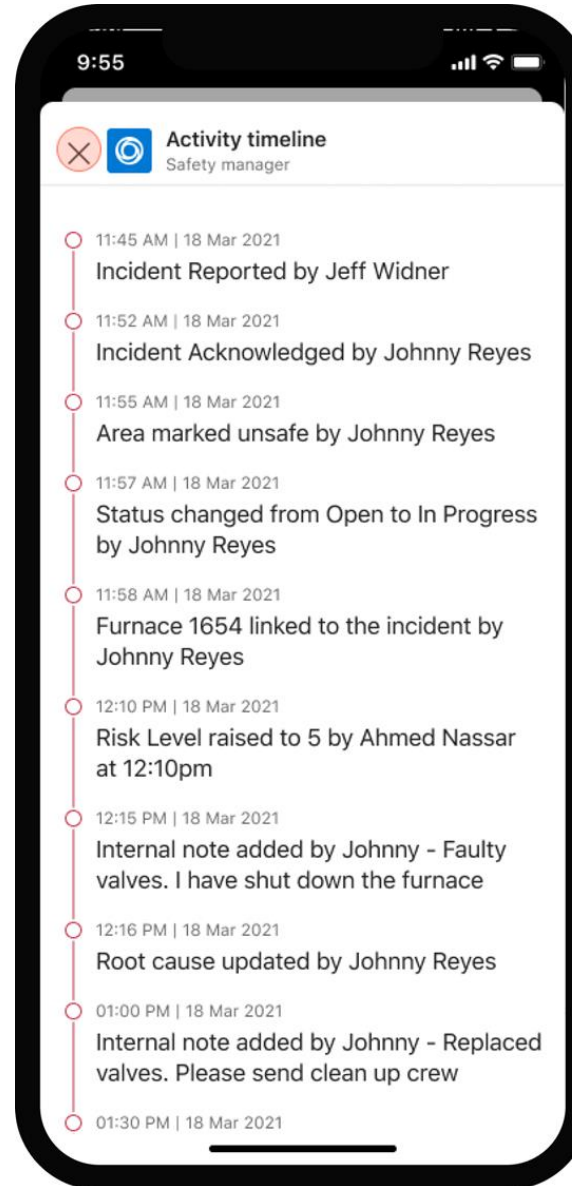 9:55
Activity timeline
Safety manager
11:45 AM | 18 Mar 2021
Incident Reported by Jeff Widner
11:52 AM | 18 Mar 2021
Incident Acknowledged by Johnny Reyes
11:55 AM | 18 Mar 2021
Area marked unsafe by Johnny Reyes
11:57 AM | 18 Mar 2021
Status changed from Open to In Progress
by Johnny Reyes
11:58 AM | 18 Mar 2021
Furnace 1654 linked to the incident by
Johnny Reyes
12:10 PM | 18 Mar 2021
Risk Level raised to 5 by Ahmed Nassar
at 12:10pm
12:15 PM | 18 Mar 2021
Internal note added by Johnny - Faulty
valves. I have shut down the furnace
12:16 PM | 18 Mar 2021
Root cause updated by Johnny Reyes
01:00 PM | 18 Mar 2021
Internal note added by Johnny - Replaced
valves. Please send clean up crew
01:30 PM | 18 Mar 2021